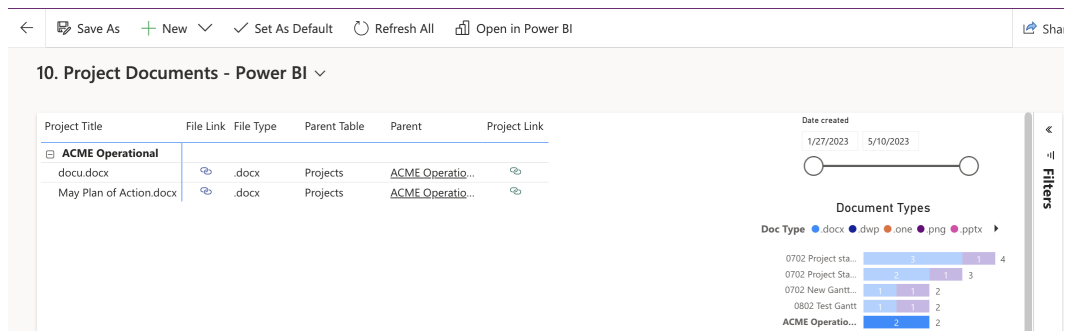 Save As New Set As Default Refresh All Open in Power BI
10. Project Documents - Power BI
Project Title File Link File Type Parent Table Parent Project Link
ACME Operational
docu.docx .docx Projects ACME Operatio...
May Plan of Action.docx .docx Projects ACME Operatio...
Date created
1/27/2023 5/10/2023
Document Types
Doc Type .docx .dwp .one .png .pptx
0702 Project sta... 3 1 4
0702 Project Sta... 2 1 3
0702 New Gantt... 1 1 2
0802 Test Gantt 1 1 2
ACME Operatio... 2 2
Filters